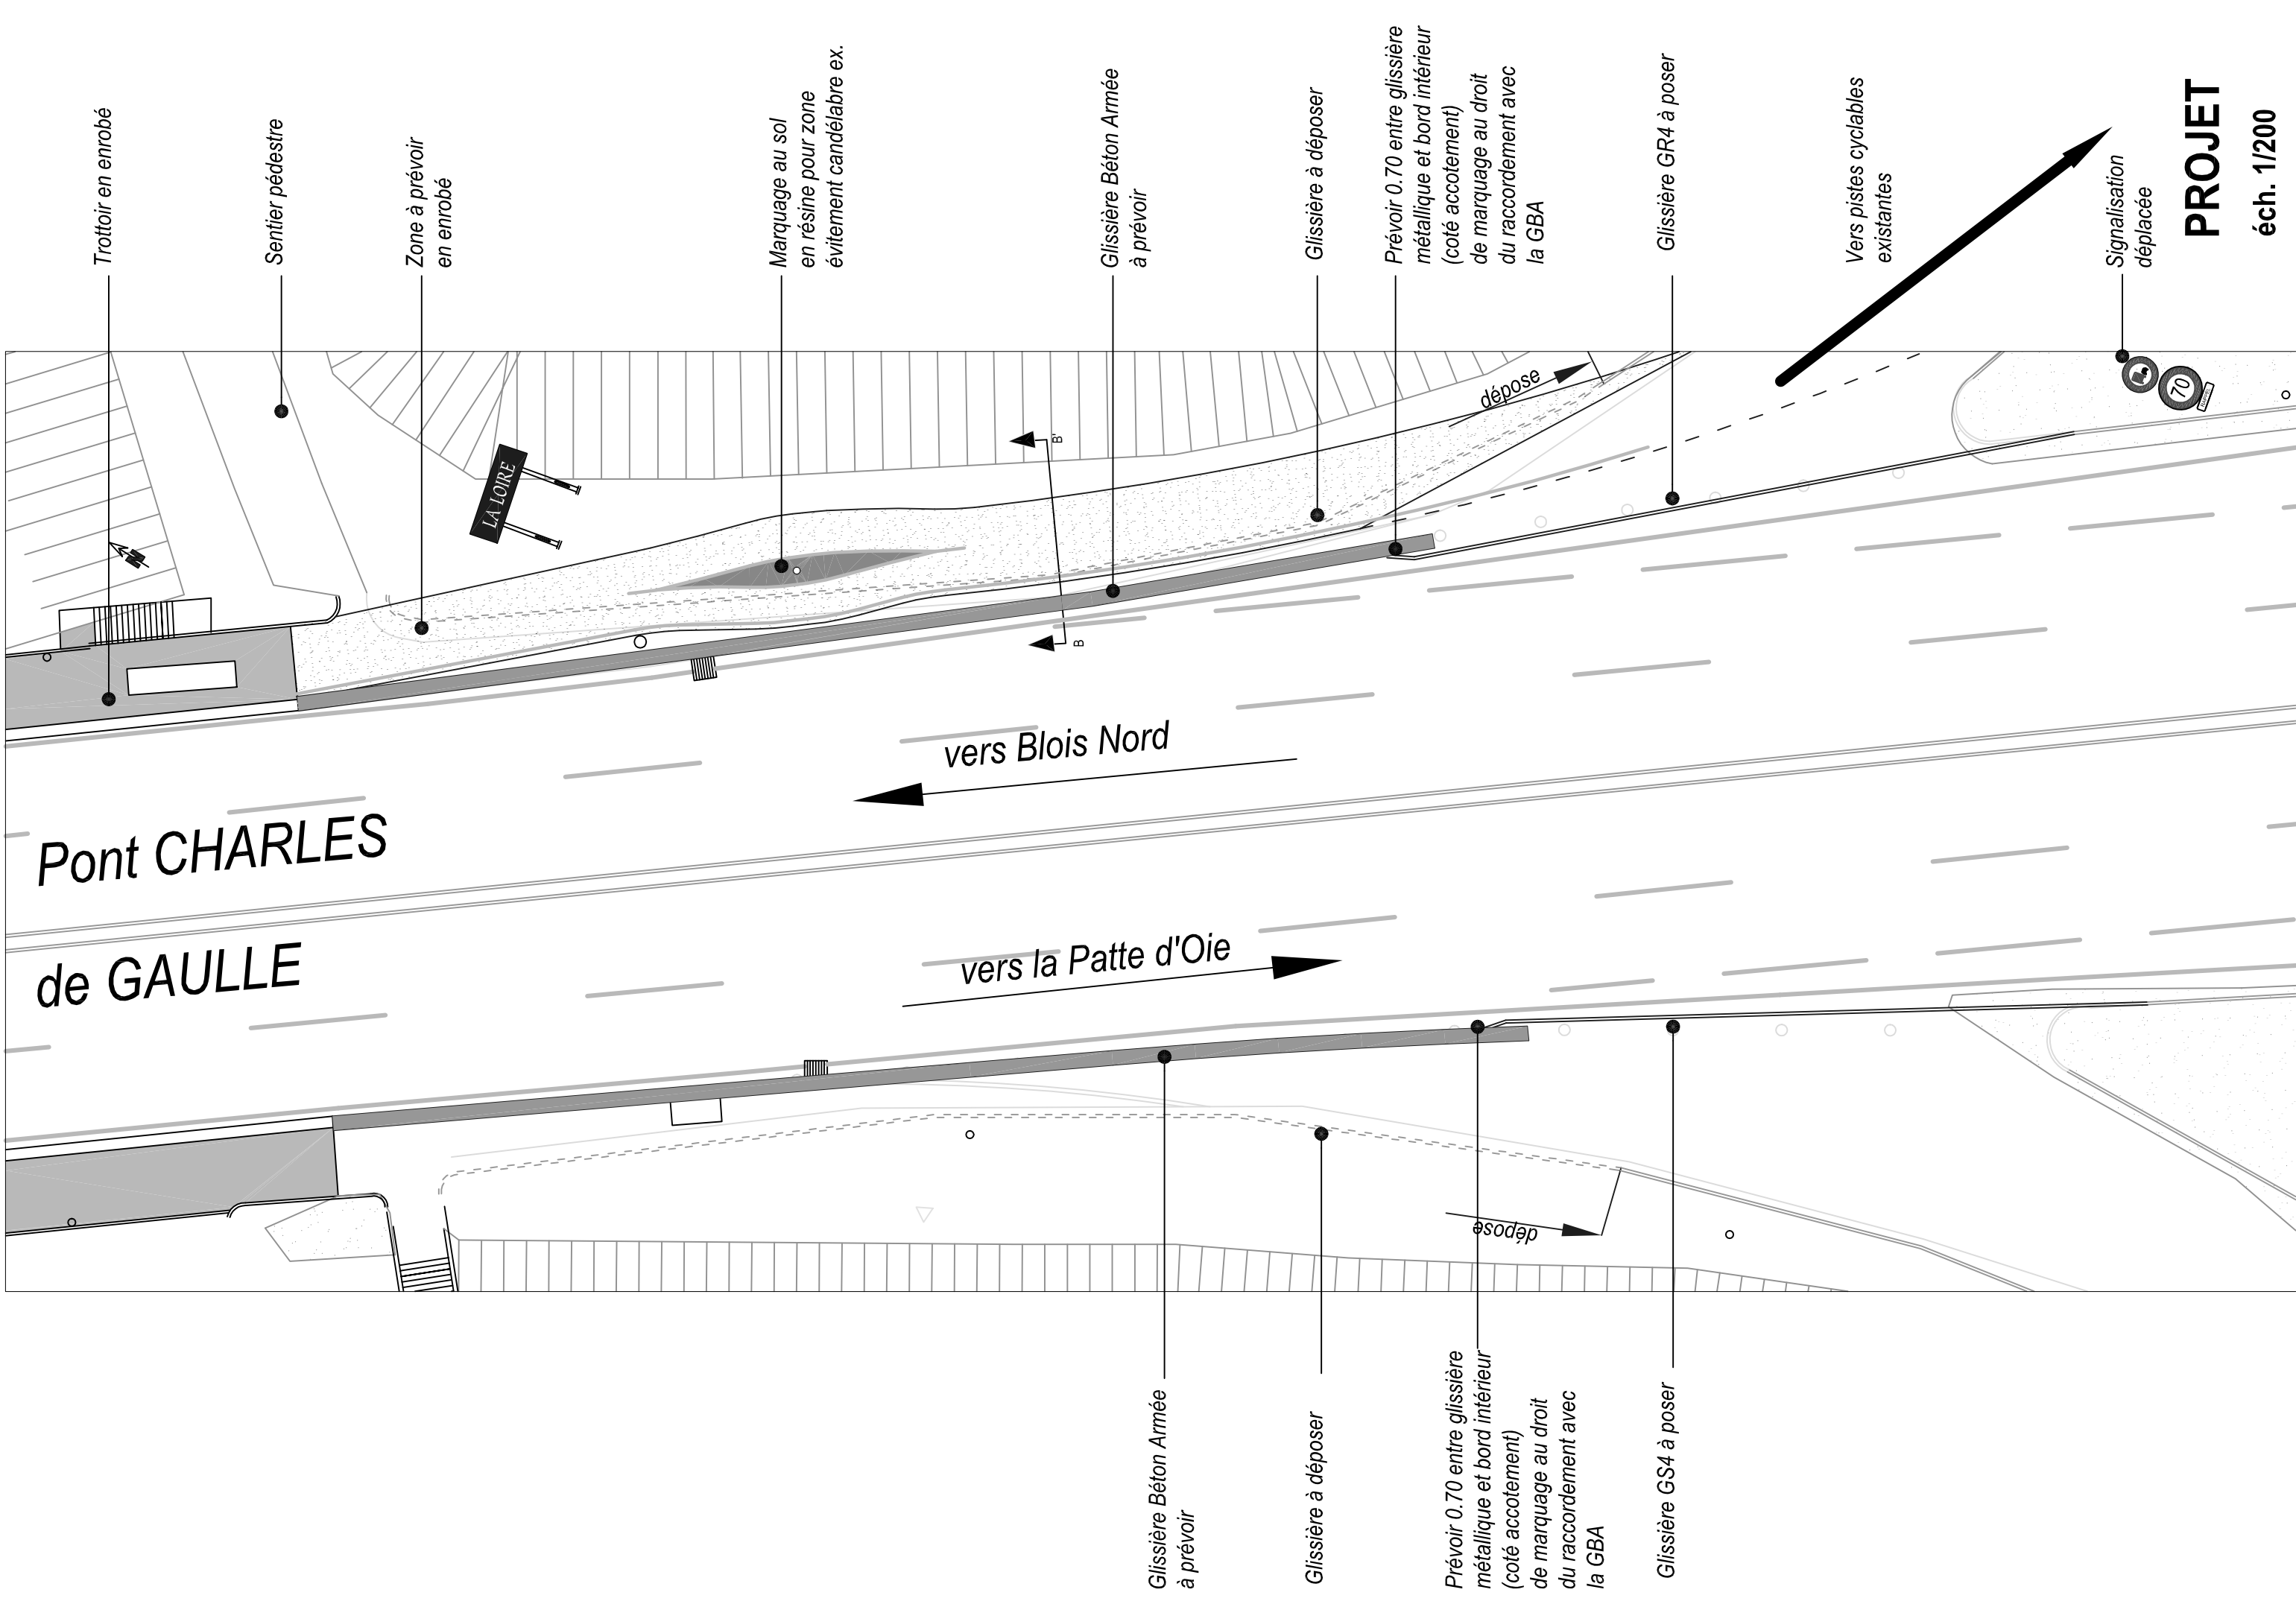 Trottoir en enrobé
Sentier pédestre
Zone à prévoir
en enrobé
Marquage au sol
en résine pour zone
évitement candélabre ex.
Glissière Béton Armée
à prévoir
Glissière à déposer
Prévoir 0.70 entre glissière
métallique et bord intérieur
(coté accotement)
de marquage au droit
du raccordement avec
la GBA
Glissière GR4 à poser
Vers pistes cyclables
existantes
Signalisation
déplacée
PROJET
éch. 1/200
LA LOIRE
B'
B
dépose
70
vers Blois Nord
Pont CHARLES
de GAULLE
vers la Patte d'Oie
dépose
Glissière Béton Armée
à prévoir
Glissière à déposer
Prévoir 0.70 entre glissière
métallique et bord intérieur
(coté accotement)
de marquage au droit
du raccordement avec
la GBA
Glissière GS4 à poser